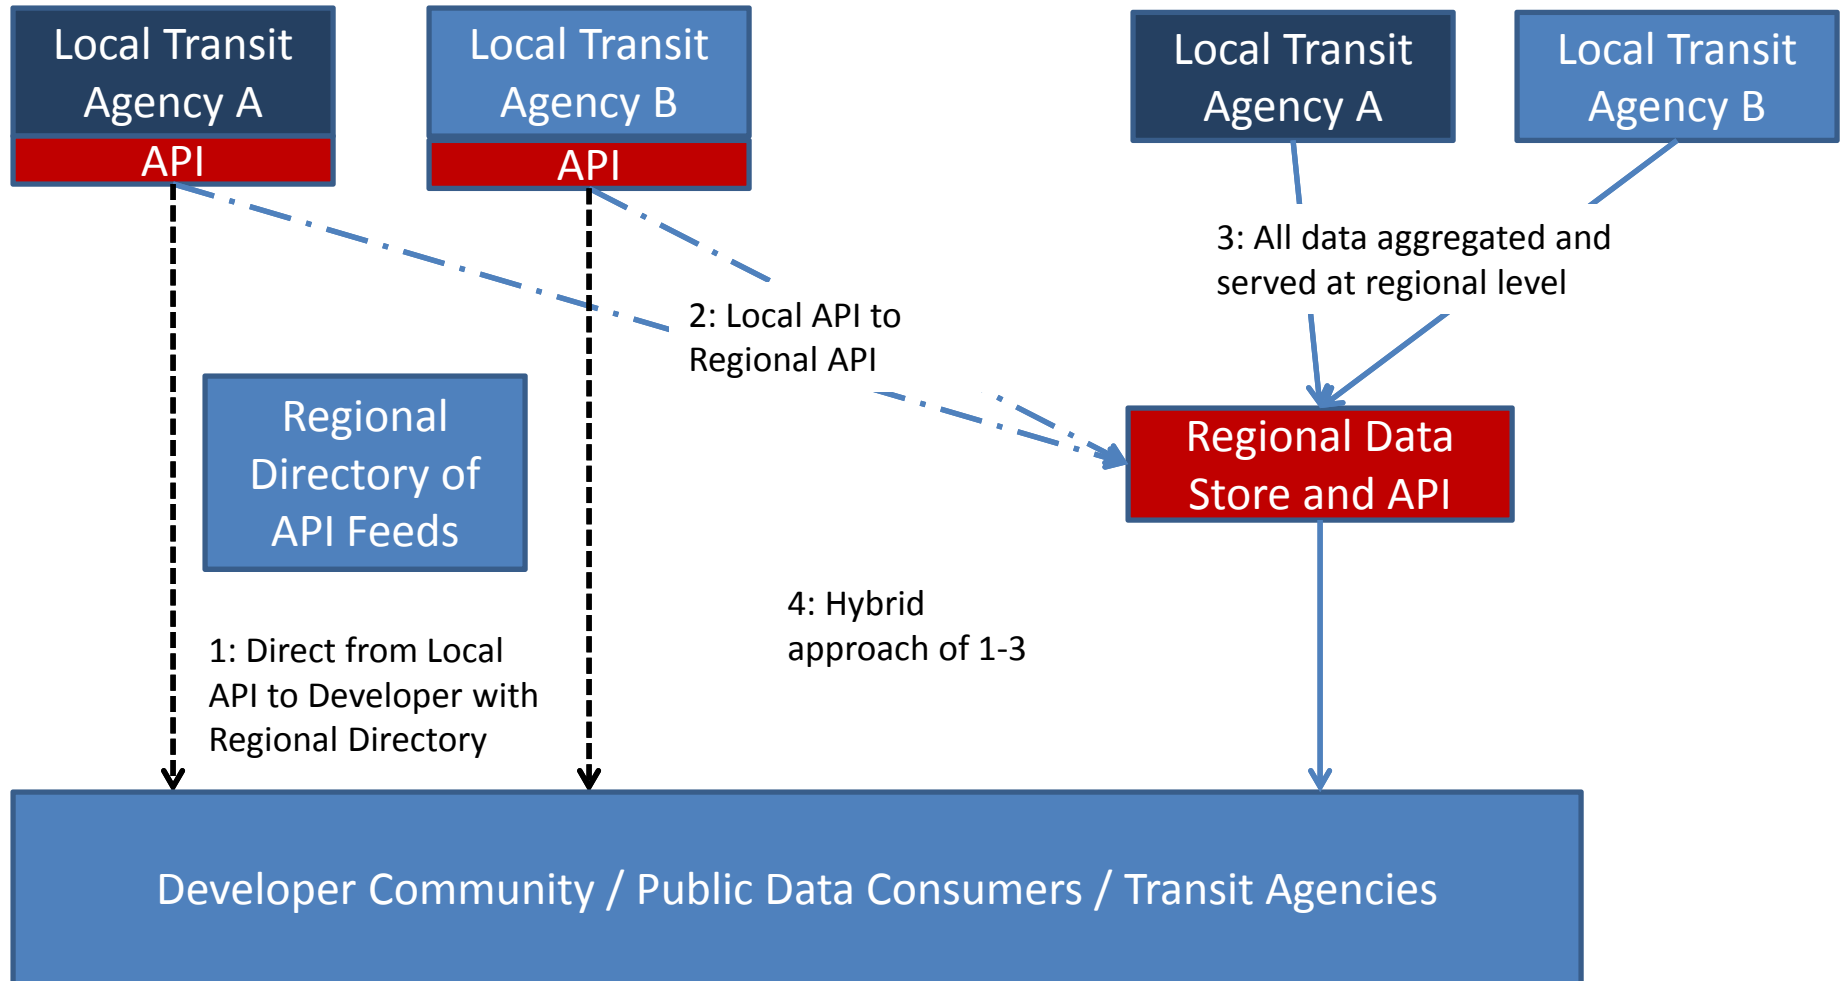 Local Transit
Agency A
API
Local Transit
Agency B
API
Local Transit
Agency A
Local Transit
Agency B
3: All data aggregated and
served at regional level
2: Local API to
Regional API
Regional
Directory of
API Feeds
Regional Data
Store and API
4: Hybrid
approach of 1-3
1: Direct from Local
API to Developer with
Regional Directory
Developer Community / Public Data Consumers / Transit Agencies